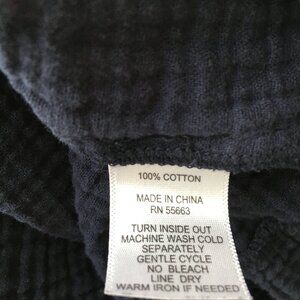 100% COTTON
MADE IN CHINA
RN 55663
TURN INSIDE OUT
MACHINE WASH COLD
SEPARATELY
GENTLE CYCLE
NO BLEACH
LINE DRY
WARM IRON IF NEEDED